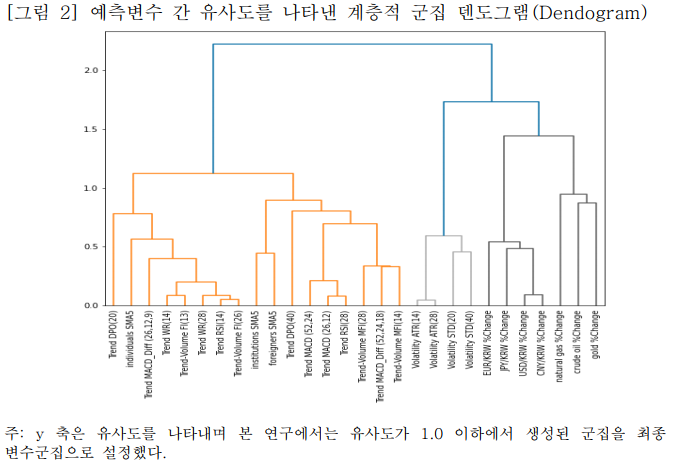 [그림 2] 예측변수 간 유사도를 나타낸 계층적 군집 덴도그램(Dendogram)
2.0
1.5
1.0
0.5
0.0
Trend DPO(20)
individuals SMA5
Trend MACD_Diff (26,12,9)
Trend WR(14)
Trend-Volume FI(13)
Trend WR(28)
Trend RSI(14)
Trend-Volume FI(26)
institutions SMA5
foreigners SMA5
Trend DPO(40)
Trend MACD (52,24)
Trend MACD (26,12)
Trend RSI(28)
Trend-Volume MFI(28)
Trend MACD_Diff (52,24,18)
Trend-Volume MFI(14)
Volatility ATR(14)
Volatility ATR(28)
Volatility STD(20)
Volatility STD(40)
EUR/KRW %Change
JPY/KRW %Change
USD/KRW %Change
CNY/KRW %Change
natural gas %Change
crude oil %Change
gold %Change
주: y 축은 유사도를 나타내며 본 연구에서는 유사도가 1.0 이하에서 생성된 군집을 최종
변수군집으로 설정했다.